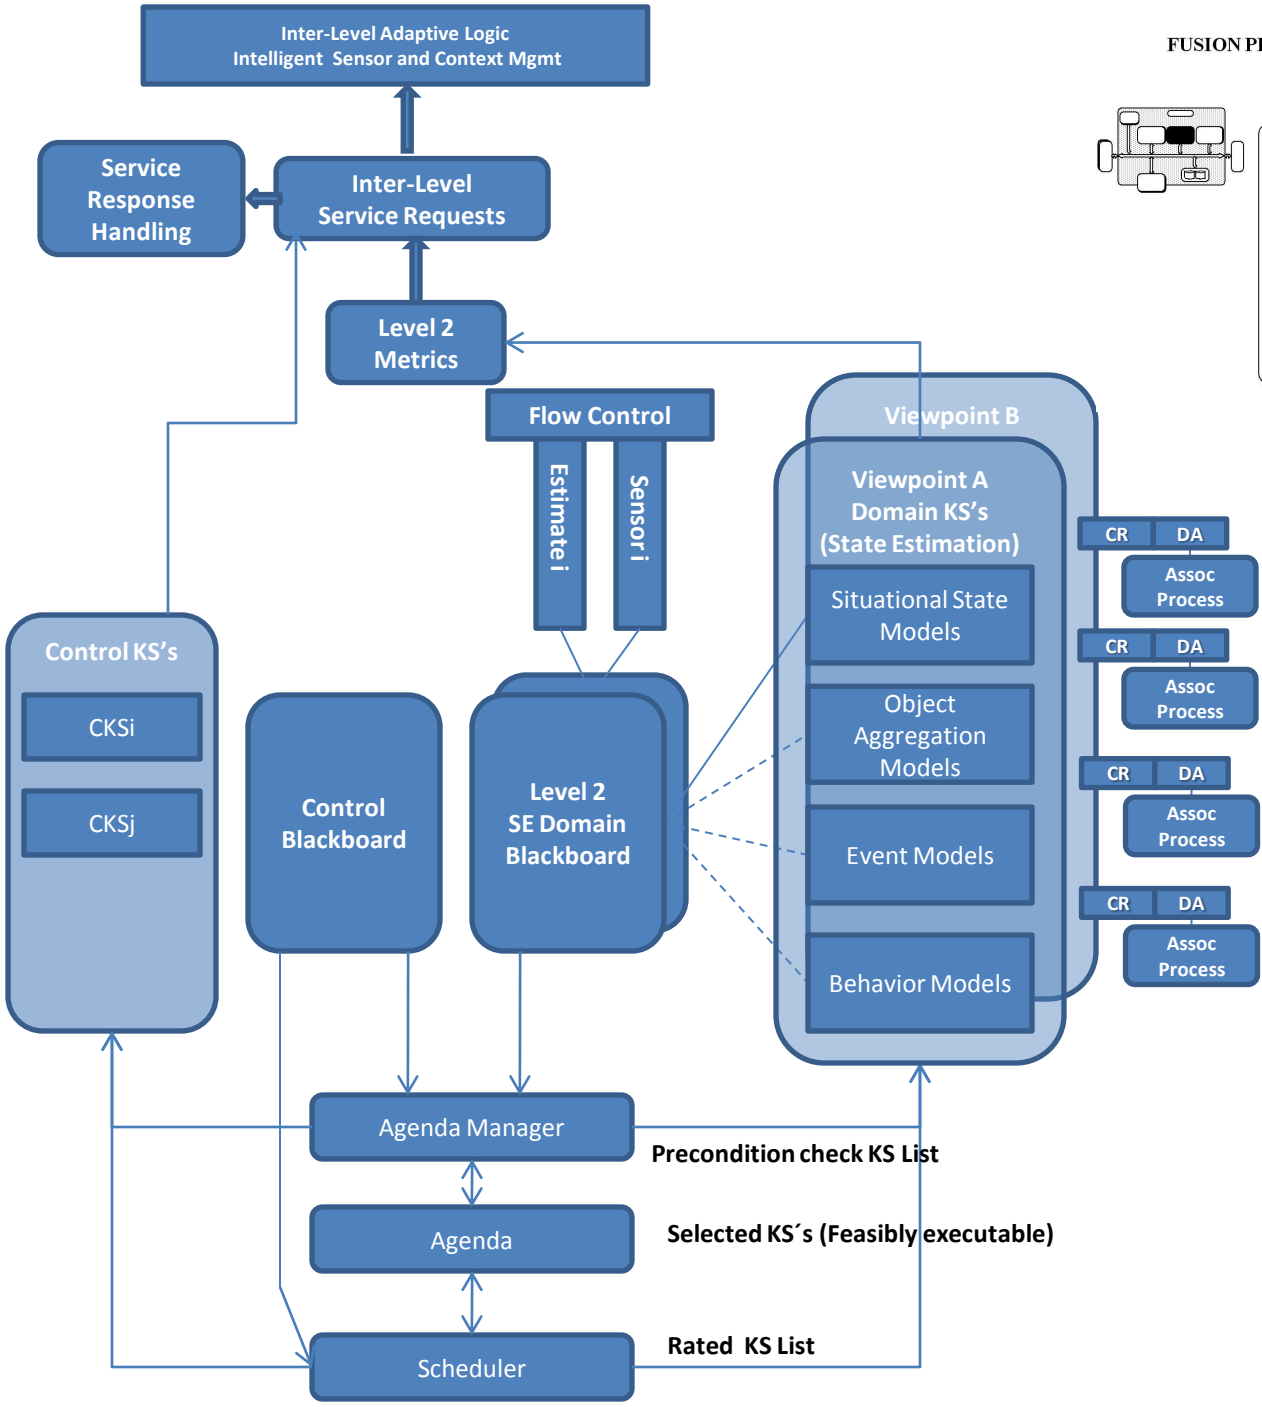 Inter-Level Adaptive Logic
Intelligent Sensor and Context Mgmt
FUSION
Service
Response
Handling
Inter-Level
Service Requests
Level 2
Metrics
Flow Control
Estimate i
Sensor i
Viewpoint B
Viewpoint A
Domain KS's
(State Estimation)
CR DA
Assoc
Process
Situational State
Models
Control KS's
CR DA
Assoc
Process
CKSi
Object
Aggregation
Models
CKSj
Control
Blackboard
Level 2
SE Domain
Blackboard
CR DA
Assoc
Process
Event Models
CR DA
Assoc
Process
Behavior Models
Agenda Manager
Precondition check KS List
Agenda
Selected KS´s (Feasibly executable)
Scheduler
Rated KS List